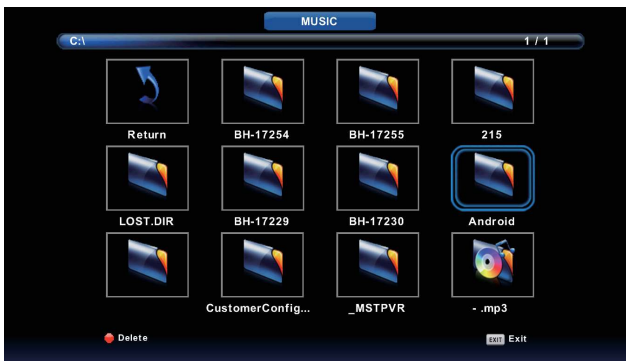 MUSIC
C:\ 1 / 1
Return BH-17254 BH-17255 215
LOST.DIR BH-17229 BH-17230 Android
CustomerConfig... _MSTPVR - .mp3
Delete EXIT Exit